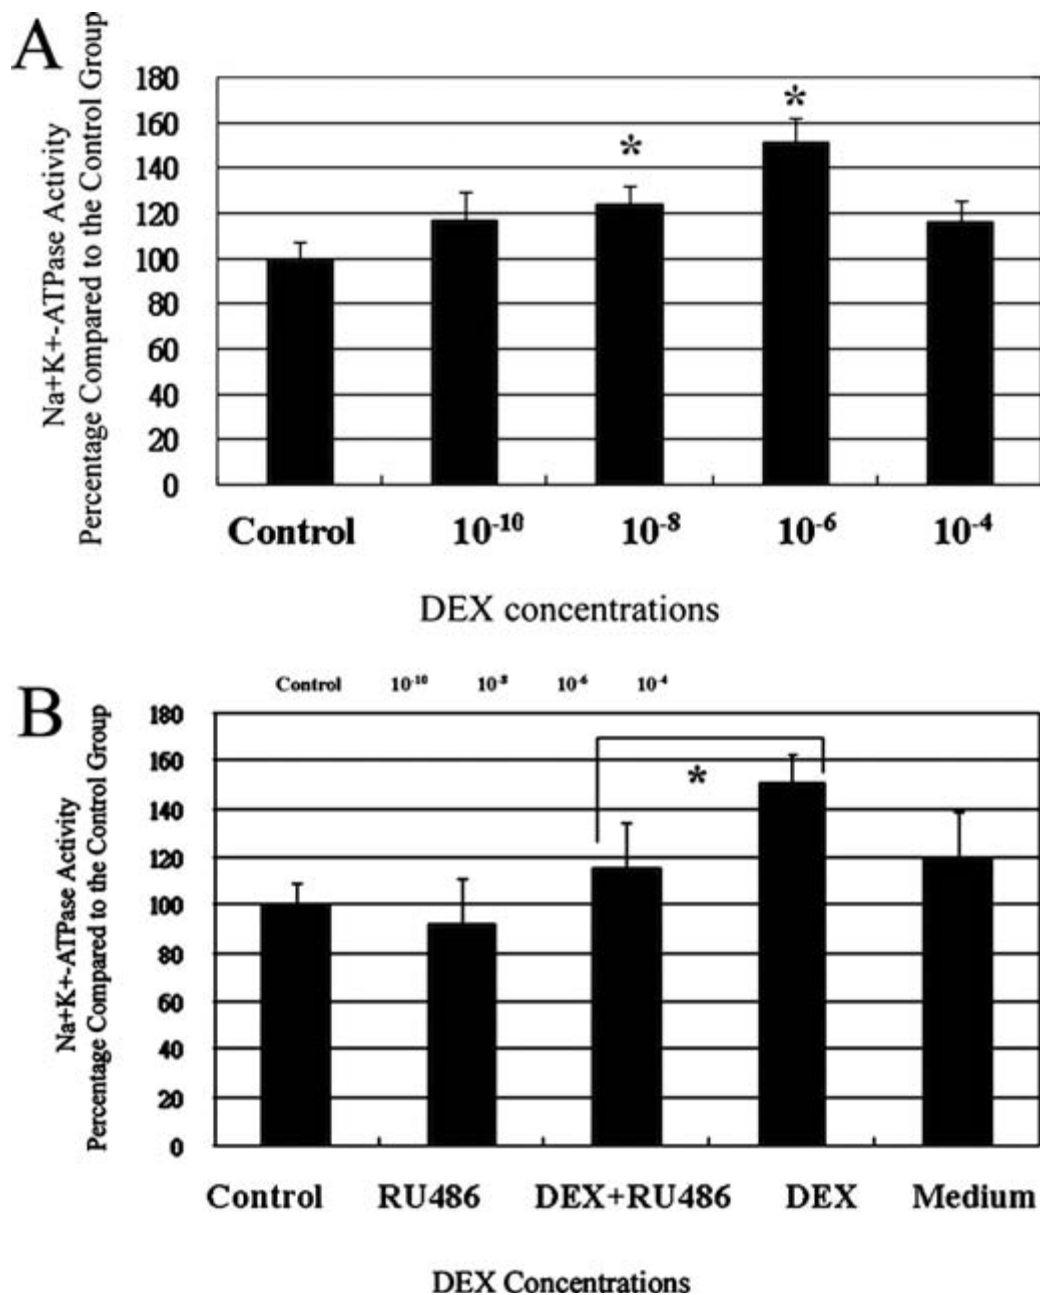 A
Na+K+-ATPase Activity
Percentage Compared to the Control Group
180
160
140
120
100
80
60
40
20
0
*
*
Control 10⁻¹⁰ 10⁻⁸ 10⁻⁶ 10⁻⁴
DEX concentrations
B
Control 10⁻¹⁰ 10⁻⁸ 10⁻⁶ 10⁻⁴
Na+K+-ATPase Activity
Percentage Compared to the Control Group
180
160
140
120
100
80
60
40
20
0
*
Control RU486 DEX+RU486 DEX Medium
DEX Concentrations